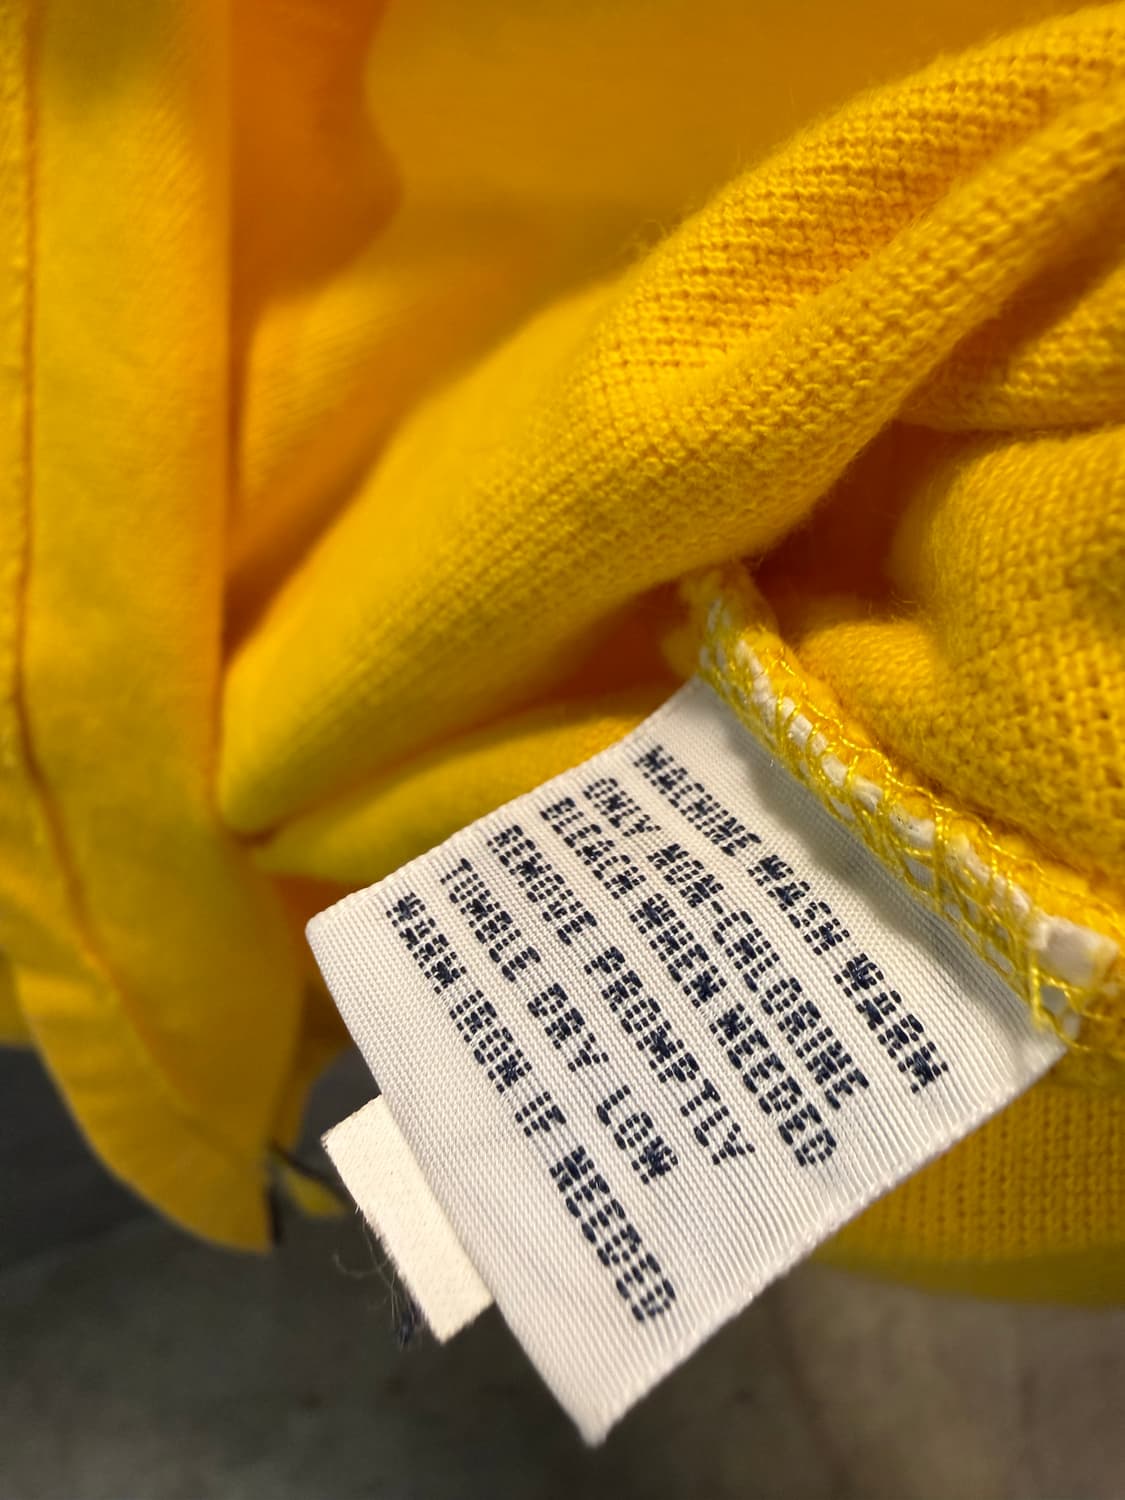 MACHINE WASH WARM
ONLY NON-CHLORINE
BLEACH WHEN NEEDED
REMOVE PROMPTLY
TUMBLE DRY LOW
WARM IRON IF NEEDED